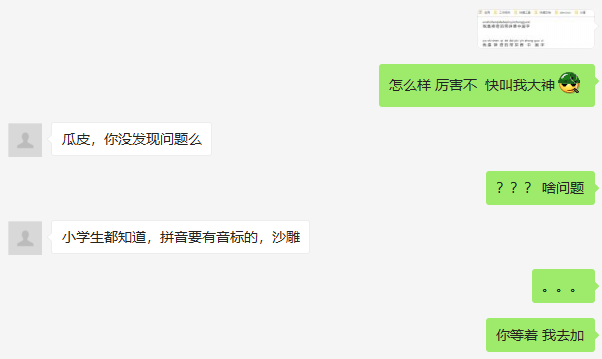 怎么样 厉害不 快叫我大神
瓜皮，你没发现问题么
？？？ 啥问题
小学生都知道，拼音要有音标的，沙雕
。。。
你等着 我去加